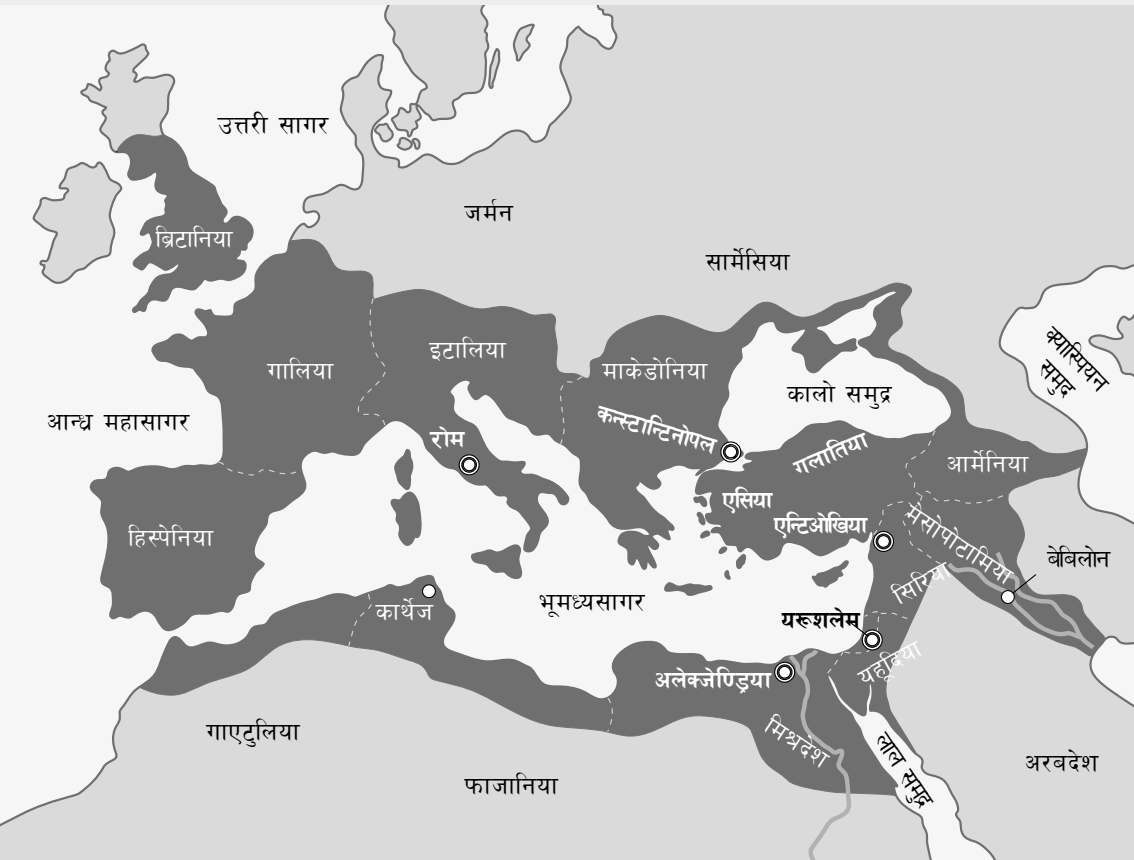 उत्तरी सागर
जर्मन
ब्रिटानिया
सार्मेसिया
क्यास्पियन
समुद्र
इटालिया
गालिया
माकेडोनिया
कालो समुद्र
आन्ध्र महासागर
कन्स्टान्टिनोपल
रोम
गलातिया
आर्मेनिया
एसिया
हिस्पेनिया
एन्टिओखिया
मेसोपोटामिया
बेबिलोन
सिरिया
कार्थेज
भूमध्यसागर
यरूशलेम
यहूदिया
अलेक्जेण्ड्रिया
गाएटुलिया
मिश्रदेश
लाल समुद्र
अरबदेश
फाजानिया